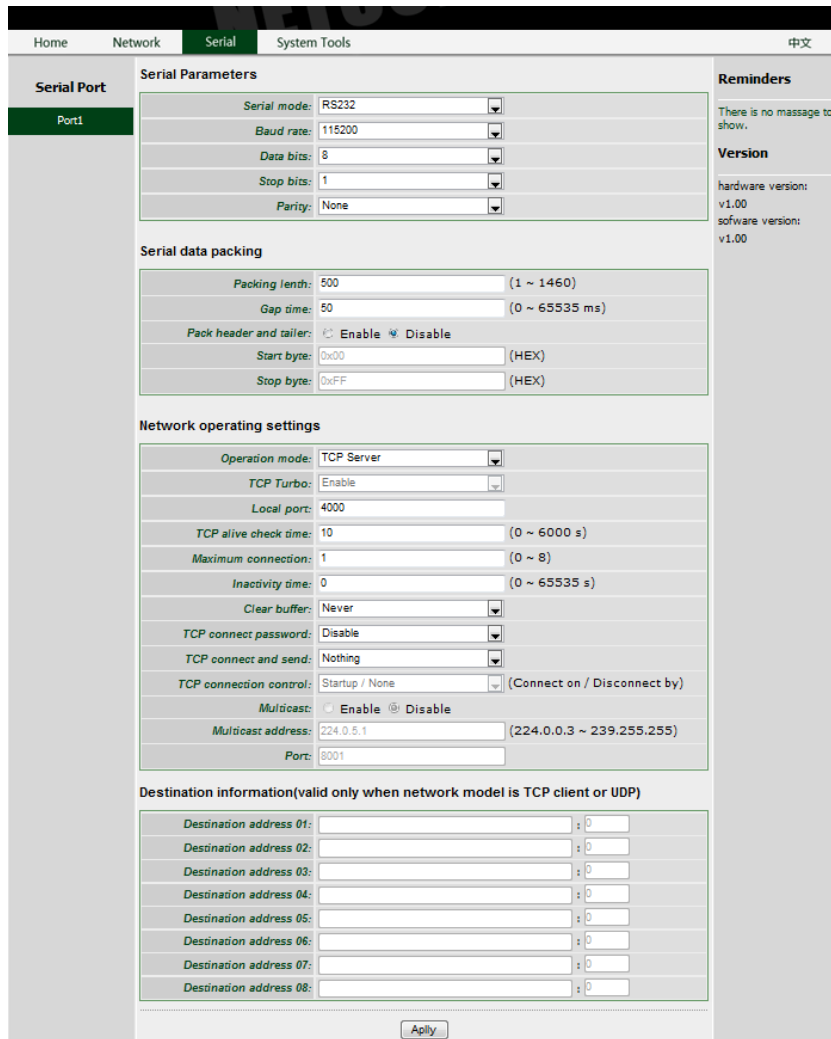 Home Network Serial System Tools 中文
Serial Port
Port1
Serial Parameters
Serial mode: RS232
Baud rate: 115200
Data bits: 8
Stop bits: 1
Parity: None
Serial data packing
Packing lenth: 500 (1 ~ 1460)
Gap time: 50 (0 ~ 65535 ms)
Pack header and tailer: Enable Disable
Start byte: 0x00 (HEX)
Stop byte: 0xFF (HEX)
Network operating settings
Operation mode: TCP Server
TCP Turbo: Enable
Local port: 4000
TCP alive check time: 10 (0 ~ 6000 s)
Maximum connection: 1 (0 ~ 8)
Inactivity time: 0 (0 ~ 65535 s)
Clear buffer: Never
TCP connect password: Disable
TCP connect and send: Nothing
TCP connection control: Startup / None (Connect on / Disconnect by)
Multicast: Enable Disable
Multicast address: 224.0.5.1 (224.0.0.3 ~ 239.255.255)
Port: 8001
Destination information(valid only when network model is TCP client or UDP)
Destination address 01: : 0
Destination address 02: : 0
Destination address 03: : 0
Destination address 04: : 0
Destination address 05: : 0
Destination address 06: : 0
Destination address 07: : 0
Destination address 08: : 0
Aplly
Reminders
There is no massage to
show.
Version
hardware version:
v1.00
sofware version:
v1.00